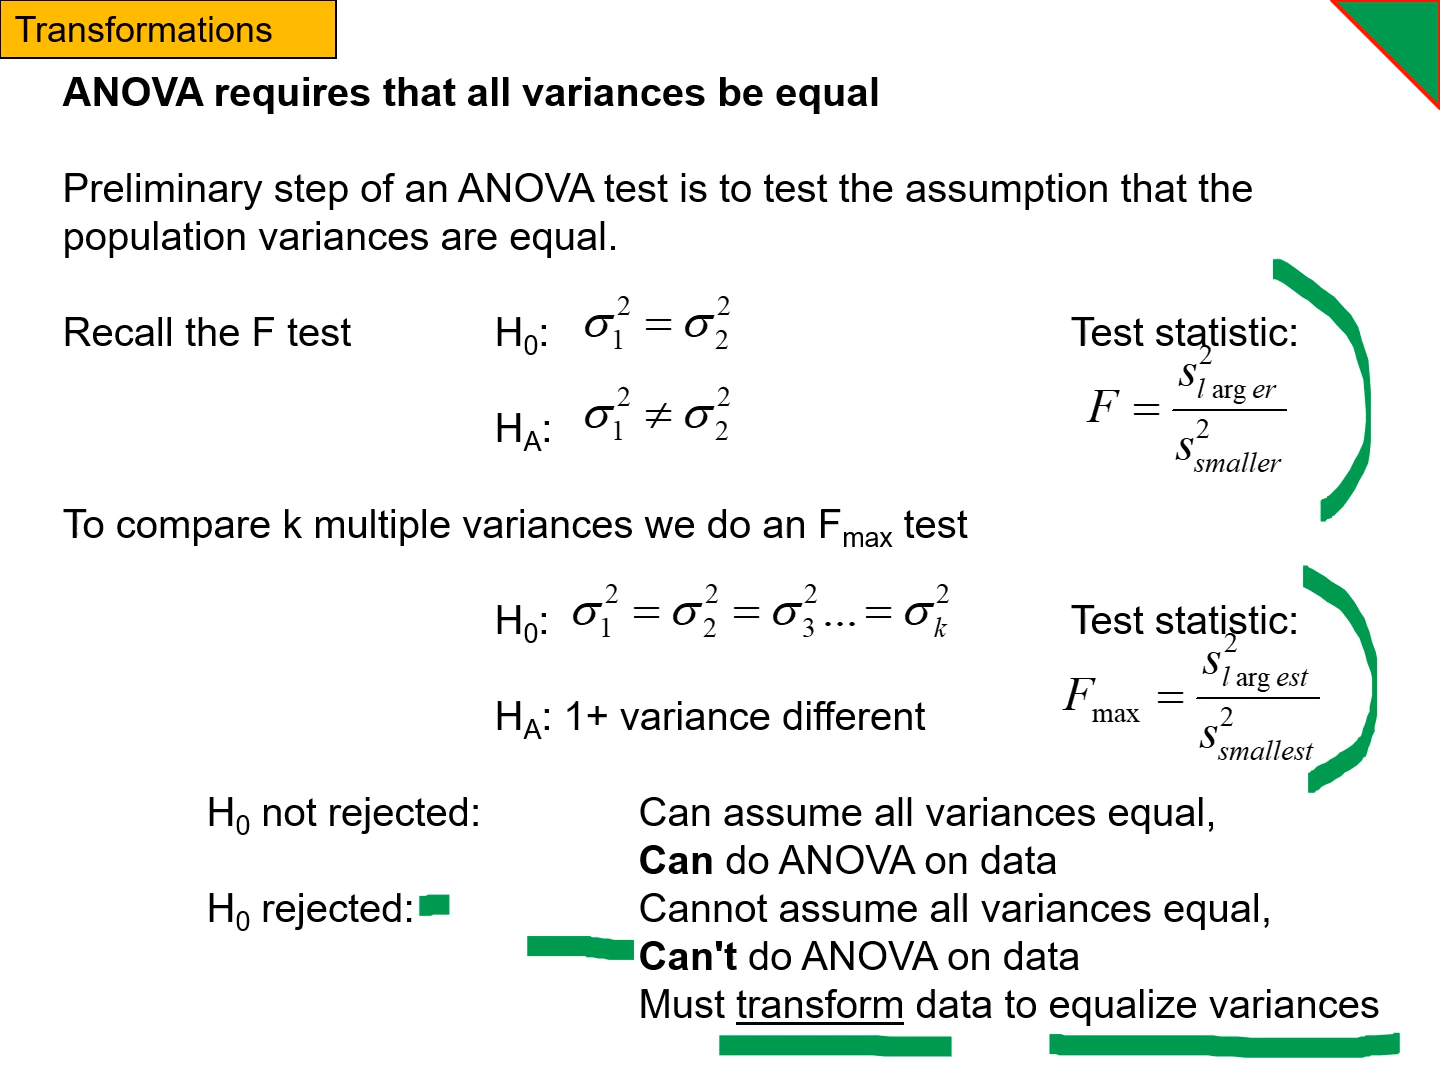 Transformations
ANOVA requires that all variances be equal
Preliminary step of an ANOVA test is to test the assumption that the
population variances are equal.
Recall the F test H₀: σ₁² = σ₂² Test statistic:
Hₐ: σ₁² ≠ σ₂² F = s²larger / s²smaller
To compare k multiple variances we do an Fmax test
H₀: σ₁² = σ₂² = σ₃² ... = σₖ² Test statistic:
Hₐ: 1+ variance different Fmax = s²largest / s²smallest
H₀ not rejected: Can assume all variances equal,
Can do ANOVA on data
H₀ rejected: Cannot assume all variances equal,
Can't do ANOVA on data
Must transform data to equalize variances